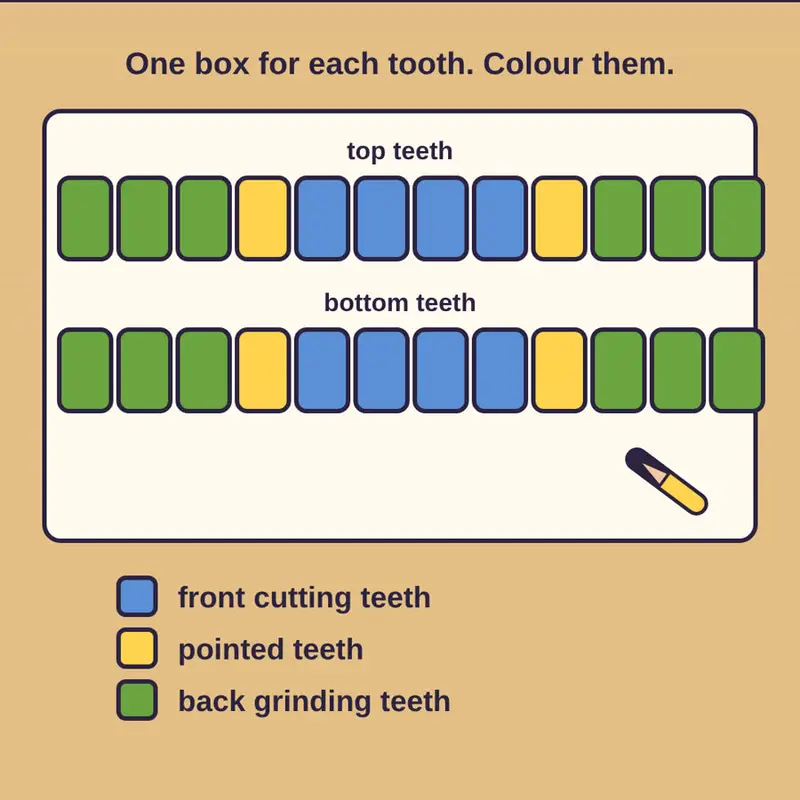 One box for each tooth. Colour them.
top teeth
bottom teeth
front cutting teeth
pointed teeth
back grinding teeth